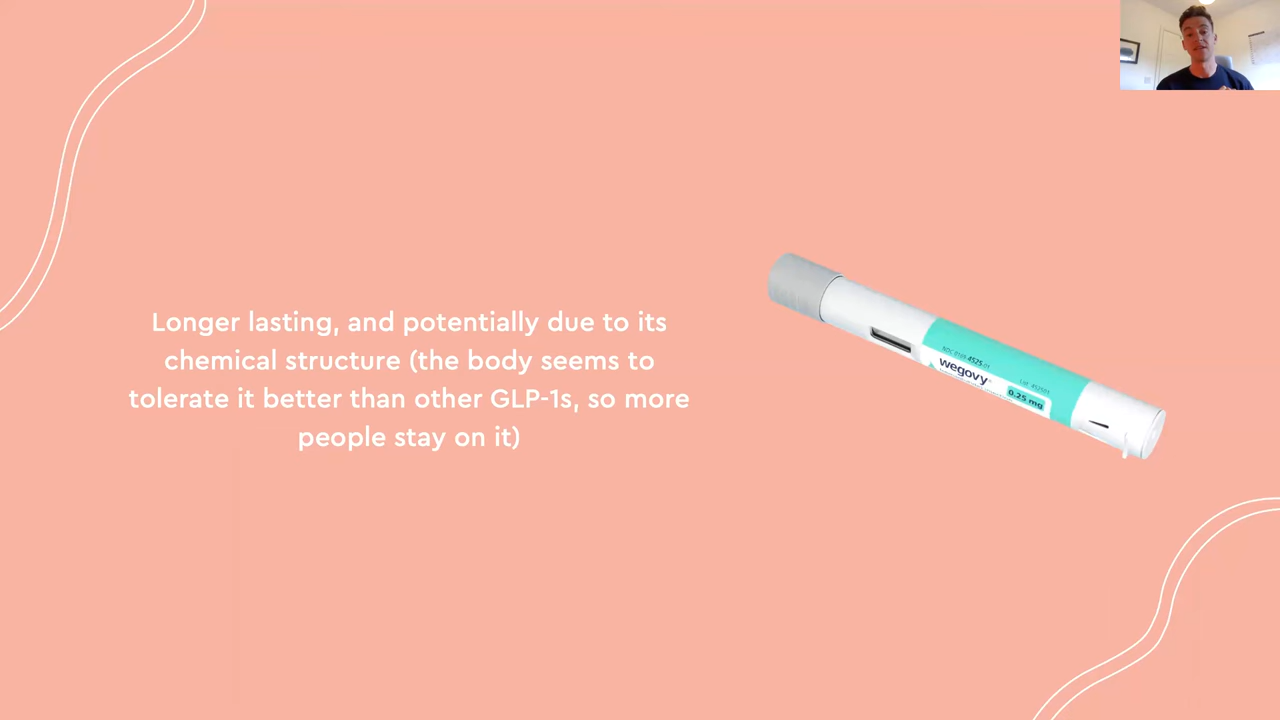 Longer lasting, and potentially due to its
chemical structure (the body seems to
tolerate it better than other GLP-1s, so more
people stay on it)
wegovy®
0.25 mg